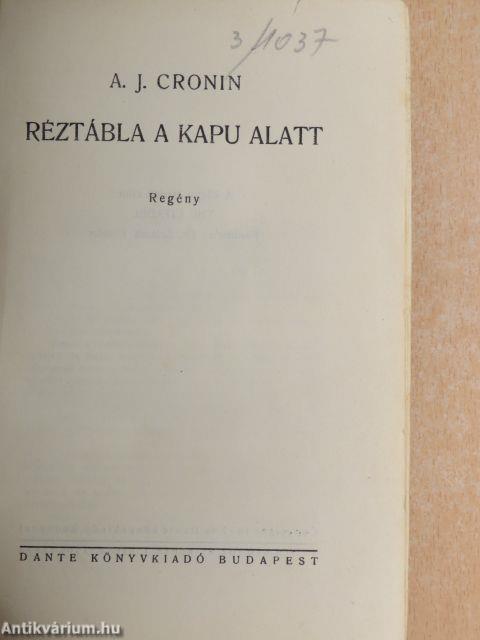 3/1037
A. J. CRONIN
RÉZTÁBLA A KAPU ALATT
Regény
DANTE KÖNYVKIADÓ BUDAPEST
Antikvárium.hu